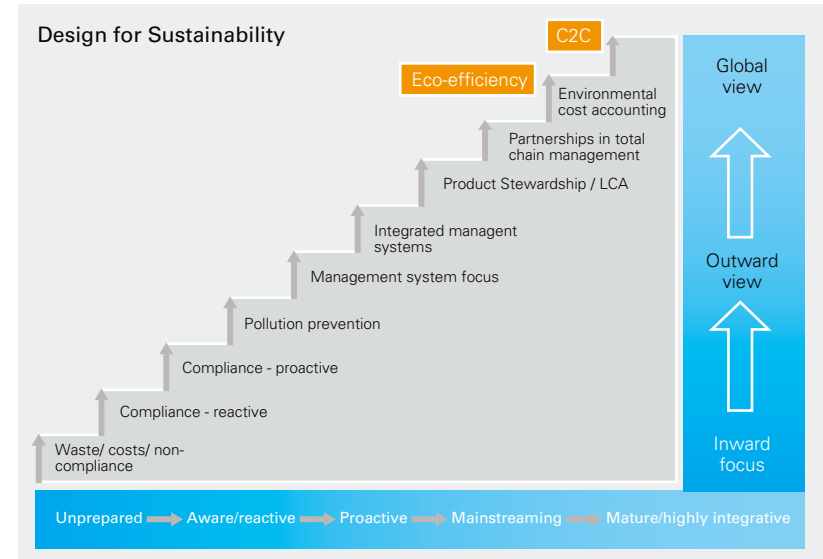 Design for Sustainability
C2C
Eco-efficiency
Environmental
cost accounting
Partnerships in total
chain management
Product Stewardship / LCA
Integrated managent
systems
Management system focus
Pollution prevention
Compliance - proactive
Compliance - reactive
Waste/ costs/ non-
compliance
Global
view
Outward
view
Inward
focus
Unprepared Aware/reactive Proactive Mainstreaming Mature/highly integrative